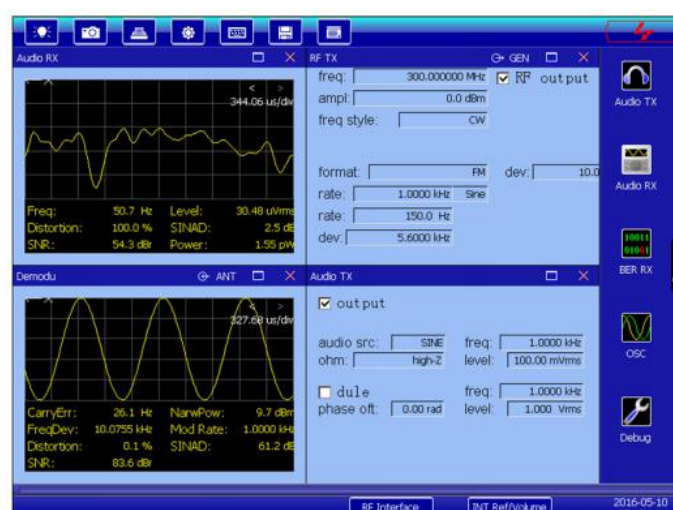 Audio RX
344.06 us/div
Freq: 50.7 Hz Level: 30.48 uVrms
Distortion: 100.0 % SINAD: 2.5 dB
SNR: 54.3 dBr Power: 1.55 pW
RF TX GEN
freq: 300.000000 MHz RF output
ampl: 0.0 dBm
freq style: CW
format: FM dev: 10.0
rate: 1.0000 kHz Sine
rate: 150.0 Hz
dev: 5.6000 kHz
Demodu ANT
327.68 us/div
CarryErr: 26.1 Hz NarwPow: 9.7 dBm
FreqDev: 10.0755 kHz Mod Rate: 1.0000 kHz
Distortion: 0.1 % SINAD: 61.2 dB
SNR: 83.6 dBr
Audio TX
output
audio src: SINE freq: 1.0000 kHz
ohm: high-Z level: 100.00 mVrms
dule freq: 1.0000 kHz
phase oft: 0.00 rad level: 1.000 Vrms
Audio TX
Audio RX
10011
01001
BER RX
OSC
Debug
RF Interface INT Ref/Volume 2016-05-10